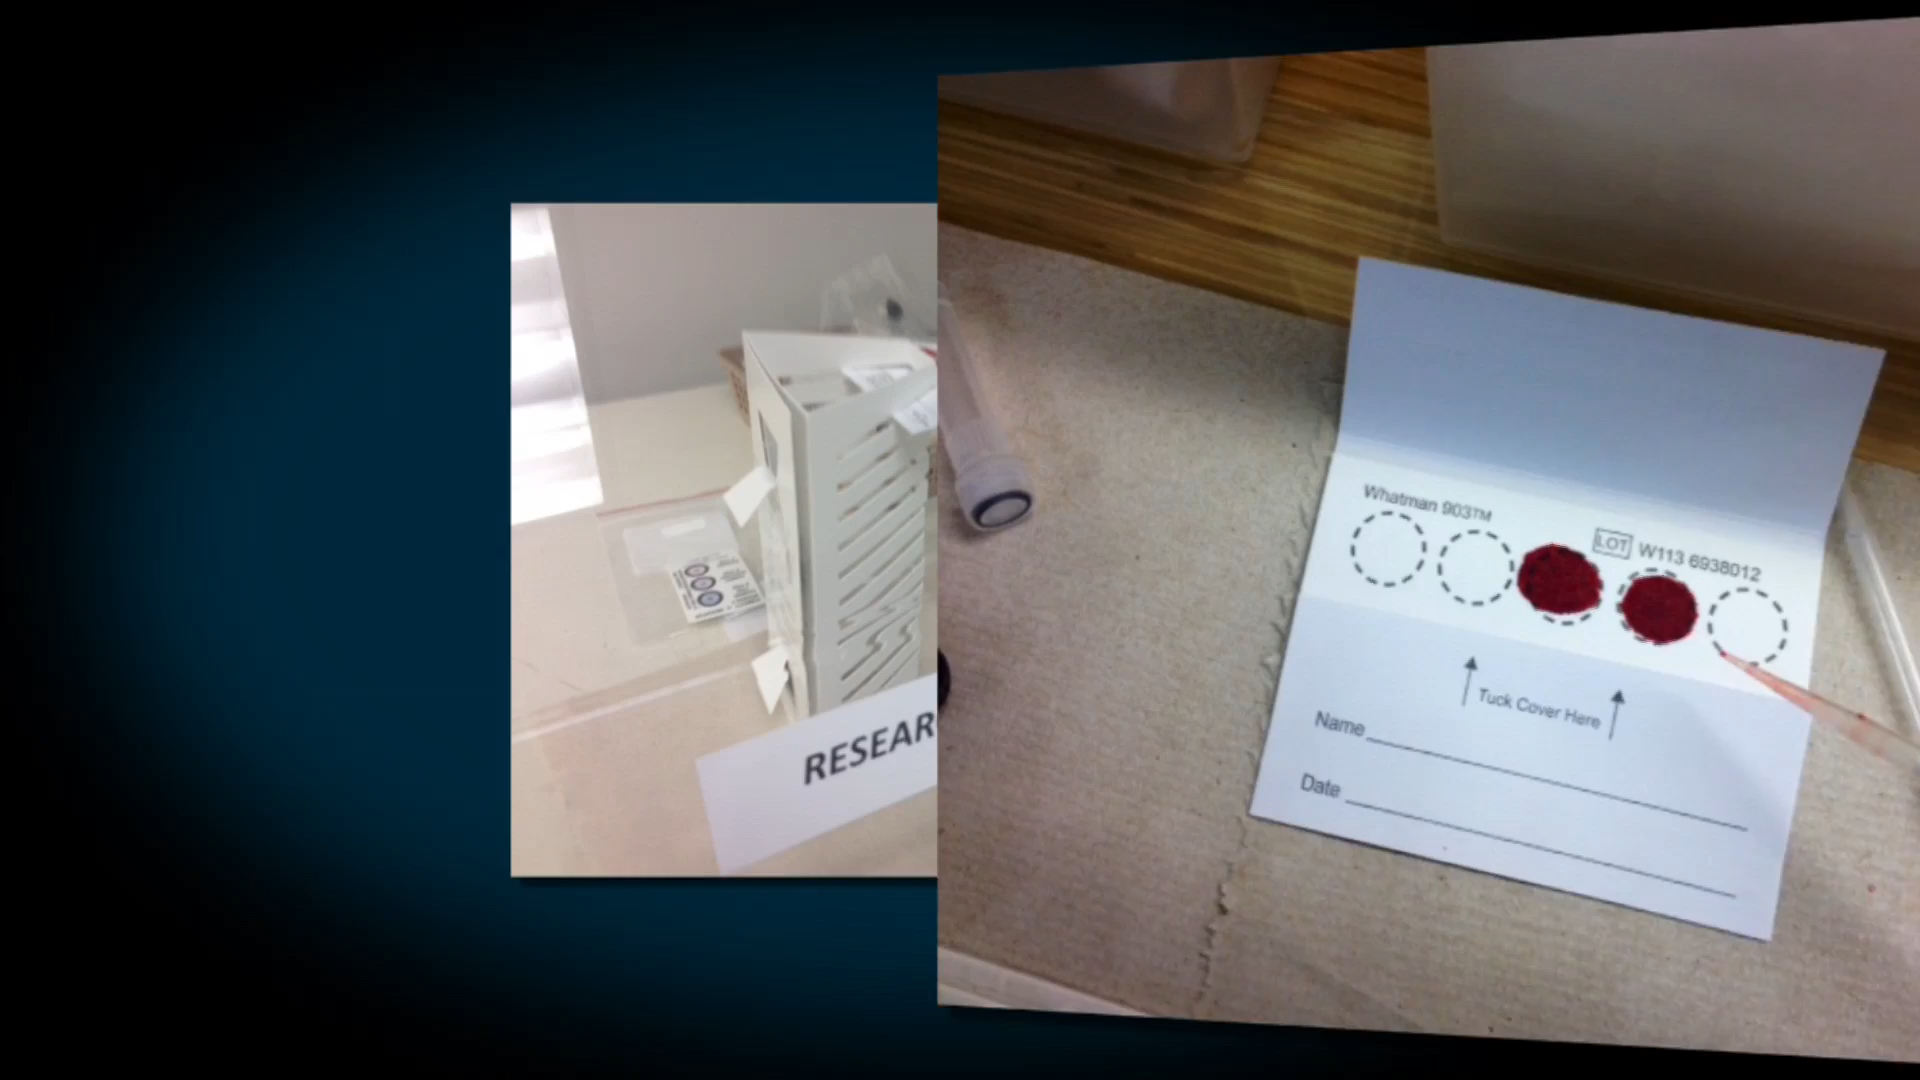 RESEAR
Whatman 903™
LOT W113 6938012
Tuck Cover Here
Name
Date